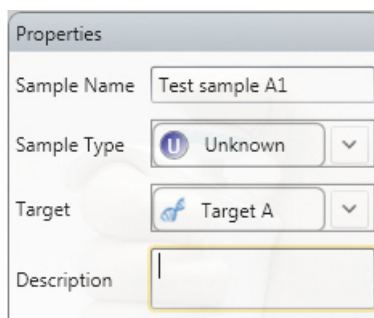 Properties
Sample Name Test sample A1
Sample Type U Unknown
Target Target A
Description